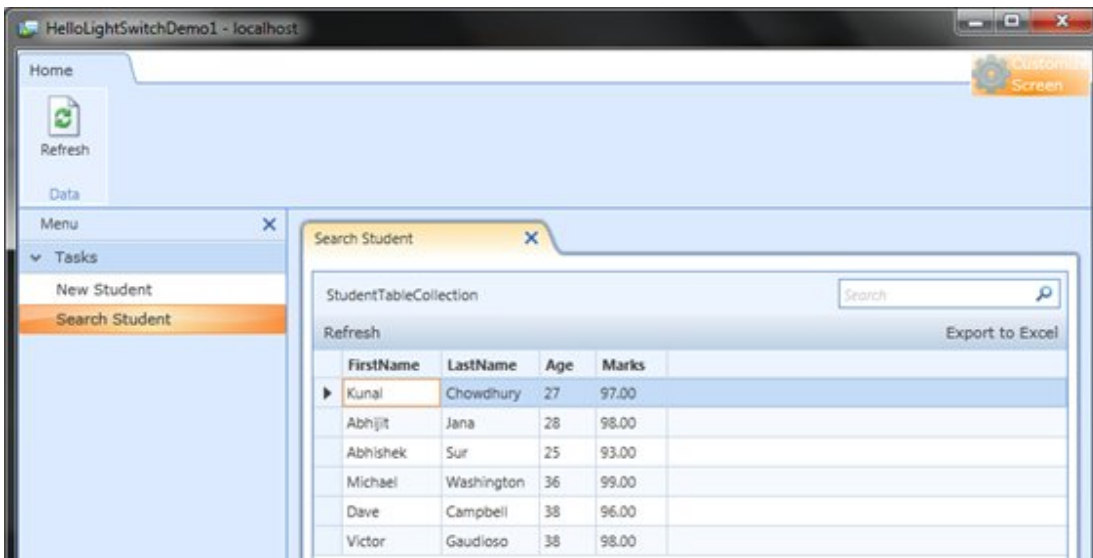 HelloLightSwitchDemo1 - localhost
Home
Customize
Screen
Refresh
Data
Menu
Tasks
New Student
Search Student
Search Student
StudentTableCollection
Search
Refresh
Export to Excel
FirstName LastName Age Marks
Kunal Chowdhury 27 97.00
Abhijit Jana 28 98.00
Abhishek Sur 25 93.00
Michael Washington 36 99.00
Dave Campbell 38 96.00
Victor Gaudioso 38 98.00